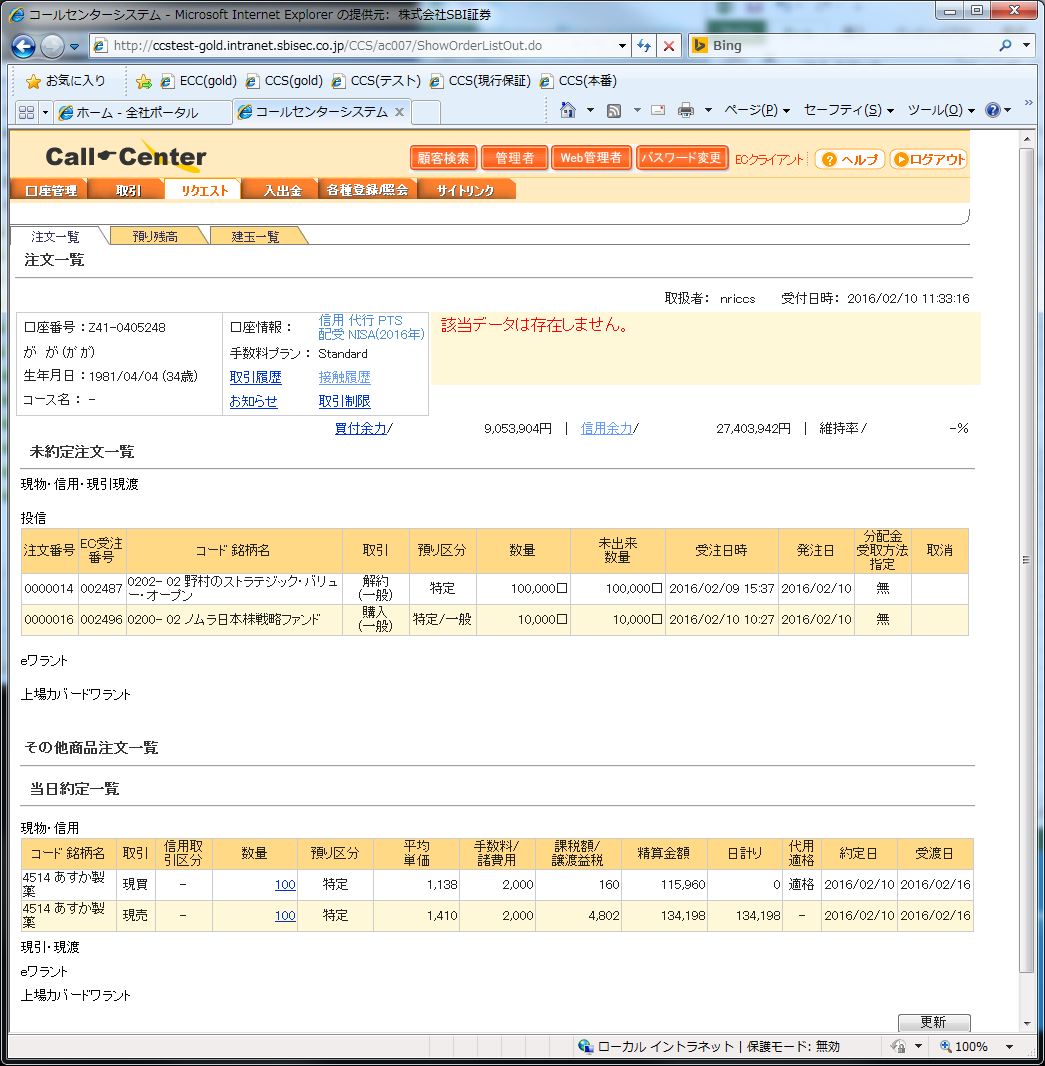 コールセンターシステム - Microsoft Internet Explorer の提供元: 株式会社SBI証券
http://ccstest-gold.intranet.sbisec.co.jp/CCS/ac007/ShowOrderListOut.do
Bing
お気に入り ECC(gold) CCS(gold) CCS(テスト) CCS(現行保証) CCS(本番)
ホーム - 全社ポータル コールセンターシステム ページ(P) セーフティ(S) ツール(O)
Call Center 顧客検索 管理者 Web管理者 パスワード変更 ECクライアント ヘルプ ログアウト
口座管理 取引 リクエスト 入出金 各種登録/照会 サイトリンク
注文一覧 預り残高 建玉一覧
注文一覧
取扱者: nriccs 受付日時: 2016/02/10 11:33:16
口座番号:Z41-0405248
が が(ガ ガ)
生年月日:1981/04/04 (34歳)
コース名: -
口座情報: 信用 代行 PTS
配受 NISA(2016年)
手数料プラン: Standard
取引履歴 接触履歴
お知らせ 取引制限
該当データは存在しません。
買付余力/ 9,053,904円 | 信用余力/ 27,403,942円 | 維持率/ -%
未約定注文一覧
現物・信用・現引現渡
投信
注文番号 EC受注番号 コード 銘柄名 取引 預り区分 数量 未出来数量 受注日時 発注日 分配金受取方法指定 取消
0000014 002487 0202- 02 野村のストラテジック・バリュー・オープン 解約(一般) 特定 100,000口 100,000口 2016/02/09 15:37 2016/02/10 無
0000016 002496 0200- 02 ノムラ日本株戦略ファンド 購入(一般) 特定/一般 10,000口 10,000口 2016/02/10 10:27 2016/02/10 無
eワラント
上場カバードワラント
その他商品注文一覧
当日約定一覧
現物・信用
コード 銘柄名 取引 信用取引区分 数量 預り区分 平均単価 手数料/諸費用 課税額/譲渡益税 精算金額 日計り 代用適格 約定日 受渡日
4514 あすか製薬 現買 - 100 特定 1,138 2,000 160 115,960 0 適格 2016/02/10 2016/02/16
4514 あすか製薬 現売 - 100 特定 1,410 2,000 4,802 134,198 134,198 - 2016/02/10 2016/02/16
現引・現渡
eワラント
上場カバードワラント
更新
ローカル イントラネット | 保護モード: 無効 100%